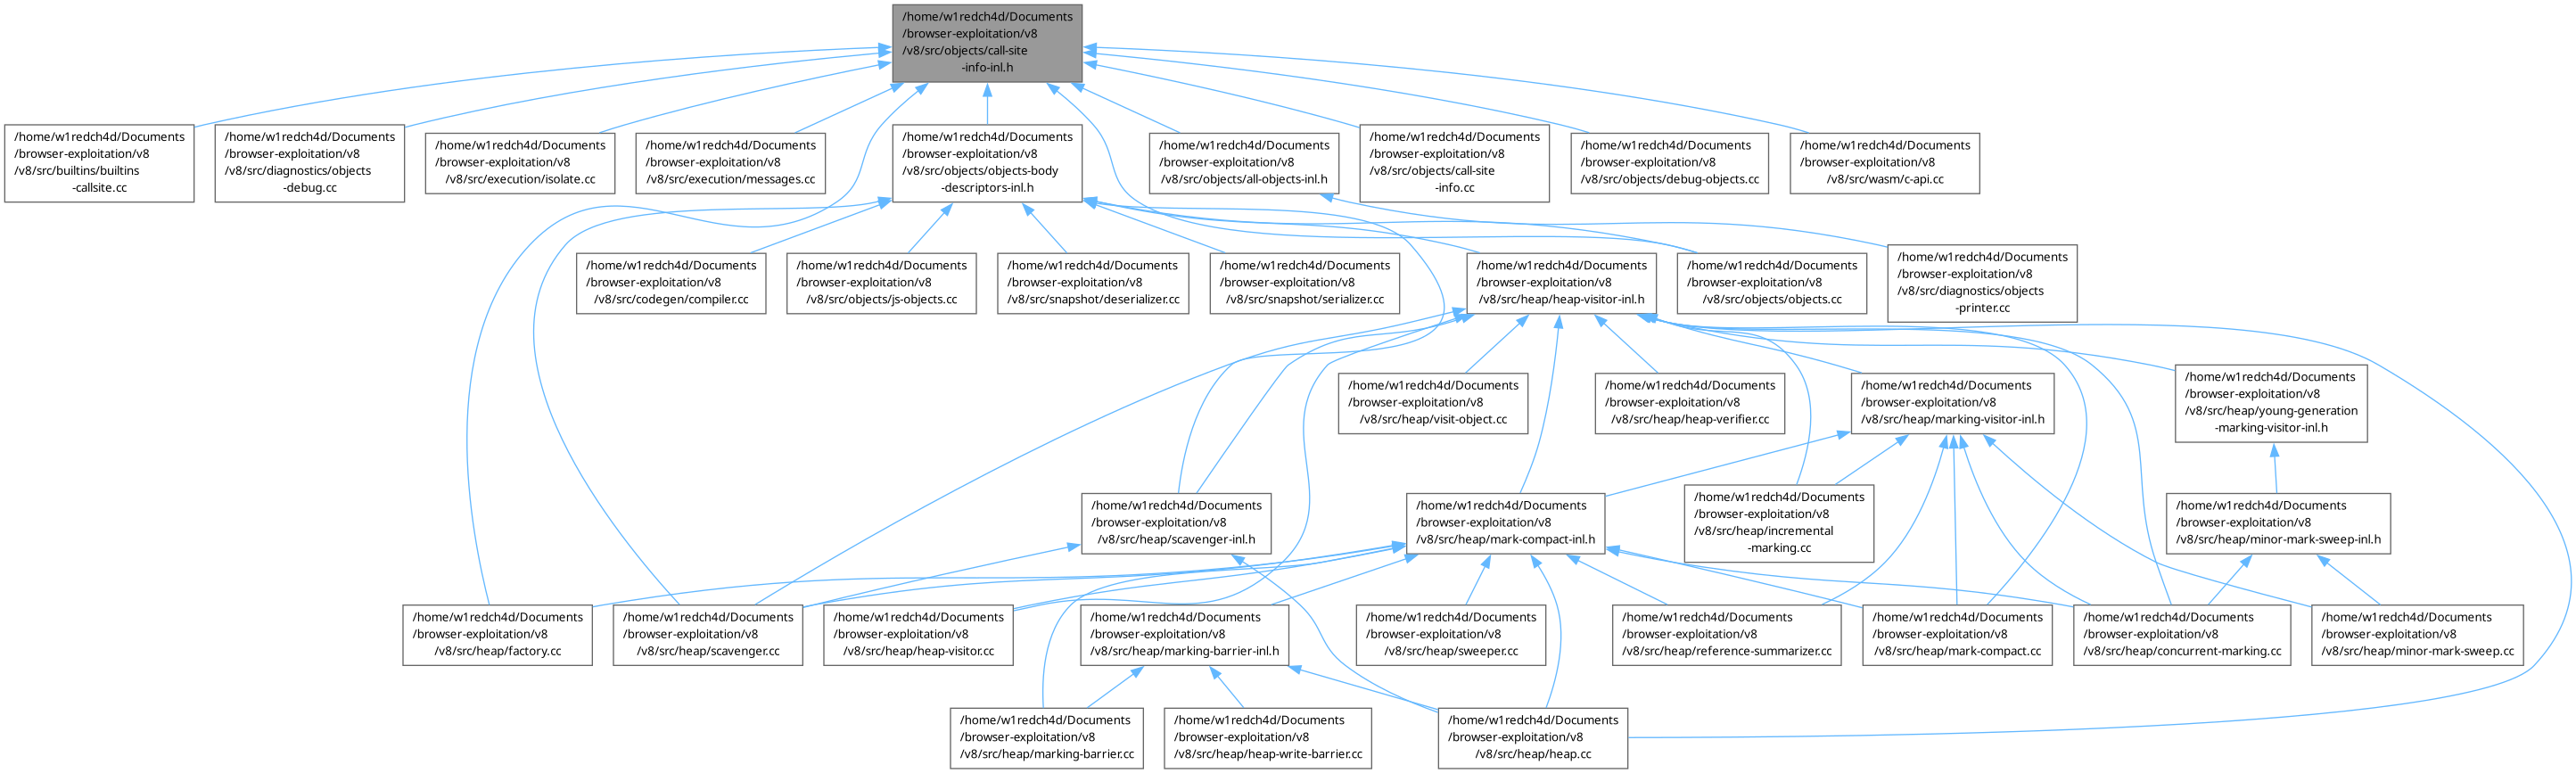 /home/w1redch4d/Documents
/browser-exploitation/v8
/v8/src/objects/call-site
-info-inl.h
/home/w1redch4d/Documents
/browser-exploitation/v8
/v8/src/builtins/builtins
-callsite.cc
/home/w1redch4d/Documents
/browser-exploitation/v8
/v8/src/diagnostics/objects
-debug.cc
/home/w1redch4d/Documents
/browser-exploitation/v8
/v8/src/execution/isolate.cc
/home/w1redch4d/Documents
/browser-exploitation/v8
/v8/src/execution/messages.cc
/home/w1redch4d/Documents
/browser-exploitation/v8
/v8/src/objects/objects-body
-descriptors-inl.h
/home/w1redch4d/Documents
/browser-exploitation/v8
/v8/src/objects/all-objects-inl.h
/home/w1redch4d/Documents
/browser-exploitation/v8
/v8/src/objects/call-site
-info.cc
/home/w1redch4d/Documents
/browser-exploitation/v8
/v8/src/objects/debug-objects.cc
/home/w1redch4d/Documents
/browser-exploitation/v8
/v8/src/wasm/c-api.cc
/home/w1redch4d/Documents
/browser-exploitation/v8
/v8/src/codegen/compiler.cc
/home/w1redch4d/Documents
/browser-exploitation/v8
/v8/src/objects/js-objects.cc
/home/w1redch4d/Documents
/browser-exploitation/v8
/v8/src/snapshot/deserializer.cc
/home/w1redch4d/Documents
/browser-exploitation/v8
/v8/src/snapshot/serializer.cc
/home/w1redch4d/Documents
/browser-exploitation/v8
/v8/src/heap/heap-visitor-inl.h
/home/w1redch4d/Documents
/browser-exploitation/v8
/v8/src/objects/objects.cc
/home/w1redch4d/Documents
/browser-exploitation/v8
/v8/src/diagnostics/objects
-printer.cc
/home/w1redch4d/Documents
/browser-exploitation/v8
/v8/src/heap/visit-object.cc
/home/w1redch4d/Documents
/browser-exploitation/v8
/v8/src/heap/heap-verifier.cc
/home/w1redch4d/Documents
/browser-exploitation/v8
/v8/src/heap/marking-visitor-inl.h
/home/w1redch4d/Documents
/browser-exploitation/v8
/v8/src/heap/young-generation
-marking-visitor-inl.h
/home/w1redch4d/Documents
/browser-exploitation/v8
/v8/src/heap/scavenger-inl.h
/home/w1redch4d/Documents
/browser-exploitation/v8
/v8/src/heap/mark-compact-inl.h
/home/w1redch4d/Documents
/browser-exploitation/v8
/v8/src/heap/incremental
-marking.cc
/home/w1redch4d/Documents
/browser-exploitation/v8
/v8/src/heap/minor-mark-sweep-inl.h
/home/w1redch4d/Documents
/browser-exploitation/v8
/v8/src/heap/factory.cc
/home/w1redch4d/Documents
/browser-exploitation/v8
/v8/src/heap/scavenger.cc
/home/w1redch4d/Documents
/browser-exploitation/v8
/v8/src/heap/heap-visitor.cc
/home/w1redch4d/Documents
/browser-exploitation/v8
/v8/src/heap/marking-barrier-inl.h
/home/w1redch4d/Documents
/browser-exploitation/v8
/v8/src/heap/sweeper.cc
/home/w1redch4d/Documents
/browser-exploitation/v8
/v8/src/heap/reference-summarizer.cc
/home/w1redch4d/Documents
/browser-exploitation/v8
/v8/src/heap/mark-compact.cc
/home/w1redch4d/Documents
/browser-exploitation/v8
/v8/src/heap/concurrent-marking.cc
/home/w1redch4d/Documents
/browser-exploitation/v8
/v8/src/heap/minor-mark-sweep.cc
/home/w1redch4d/Documents
/browser-exploitation/v8
/v8/src/heap/marking-barrier.cc
/home/w1redch4d/Documents
/browser-exploitation/v8
/v8/src/heap/heap-write-barrier.cc
/home/w1redch4d/Documents
/browser-exploitation/v8
/v8/src/heap/heap.cc